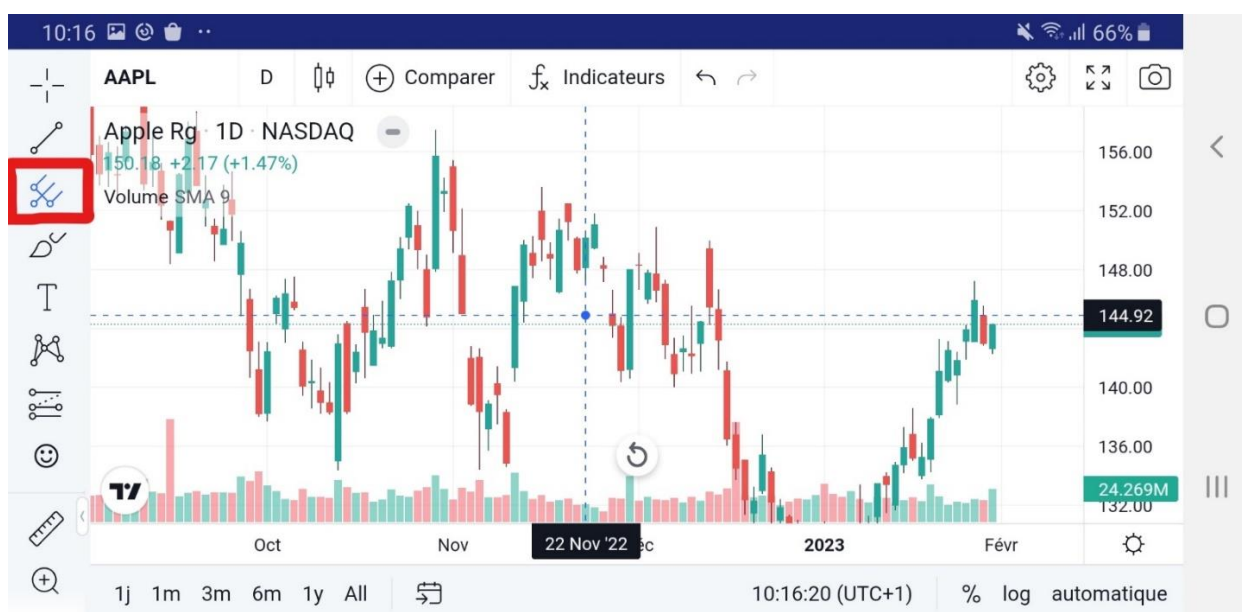 10:16 66%
AAPL D Comparer Indicateurs
Apple Rg · 1D · NASDAQ
150.18 +2.17 (+1.47%)
Volume SMA 9
156.00
152.00
148.00
144.92
140.00
136.00
24.269M
132.00
Oct Nov 22 Nov '22 éc 2023 Févr
1j 1m 3m 6m 1y All 10:16:20 (UTC+1) % log automatique